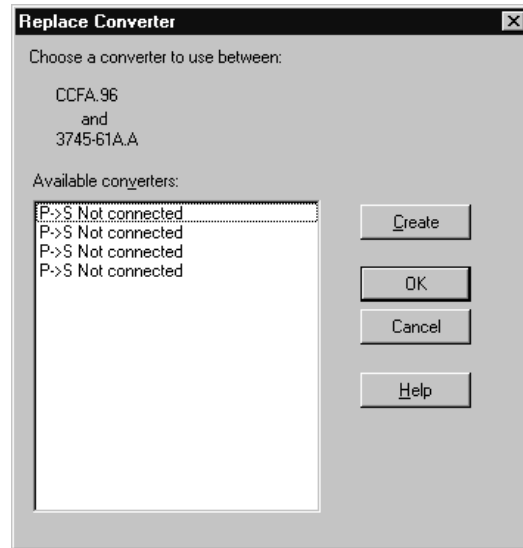 Replace Converter
Choose a converter to use between:
CCFA.96
and
3745-61A.A
Available converters:
P->S Not connected
P->S Not connected
P->S Not connected
P->S Not connected
Create
OK
Cancel
Help